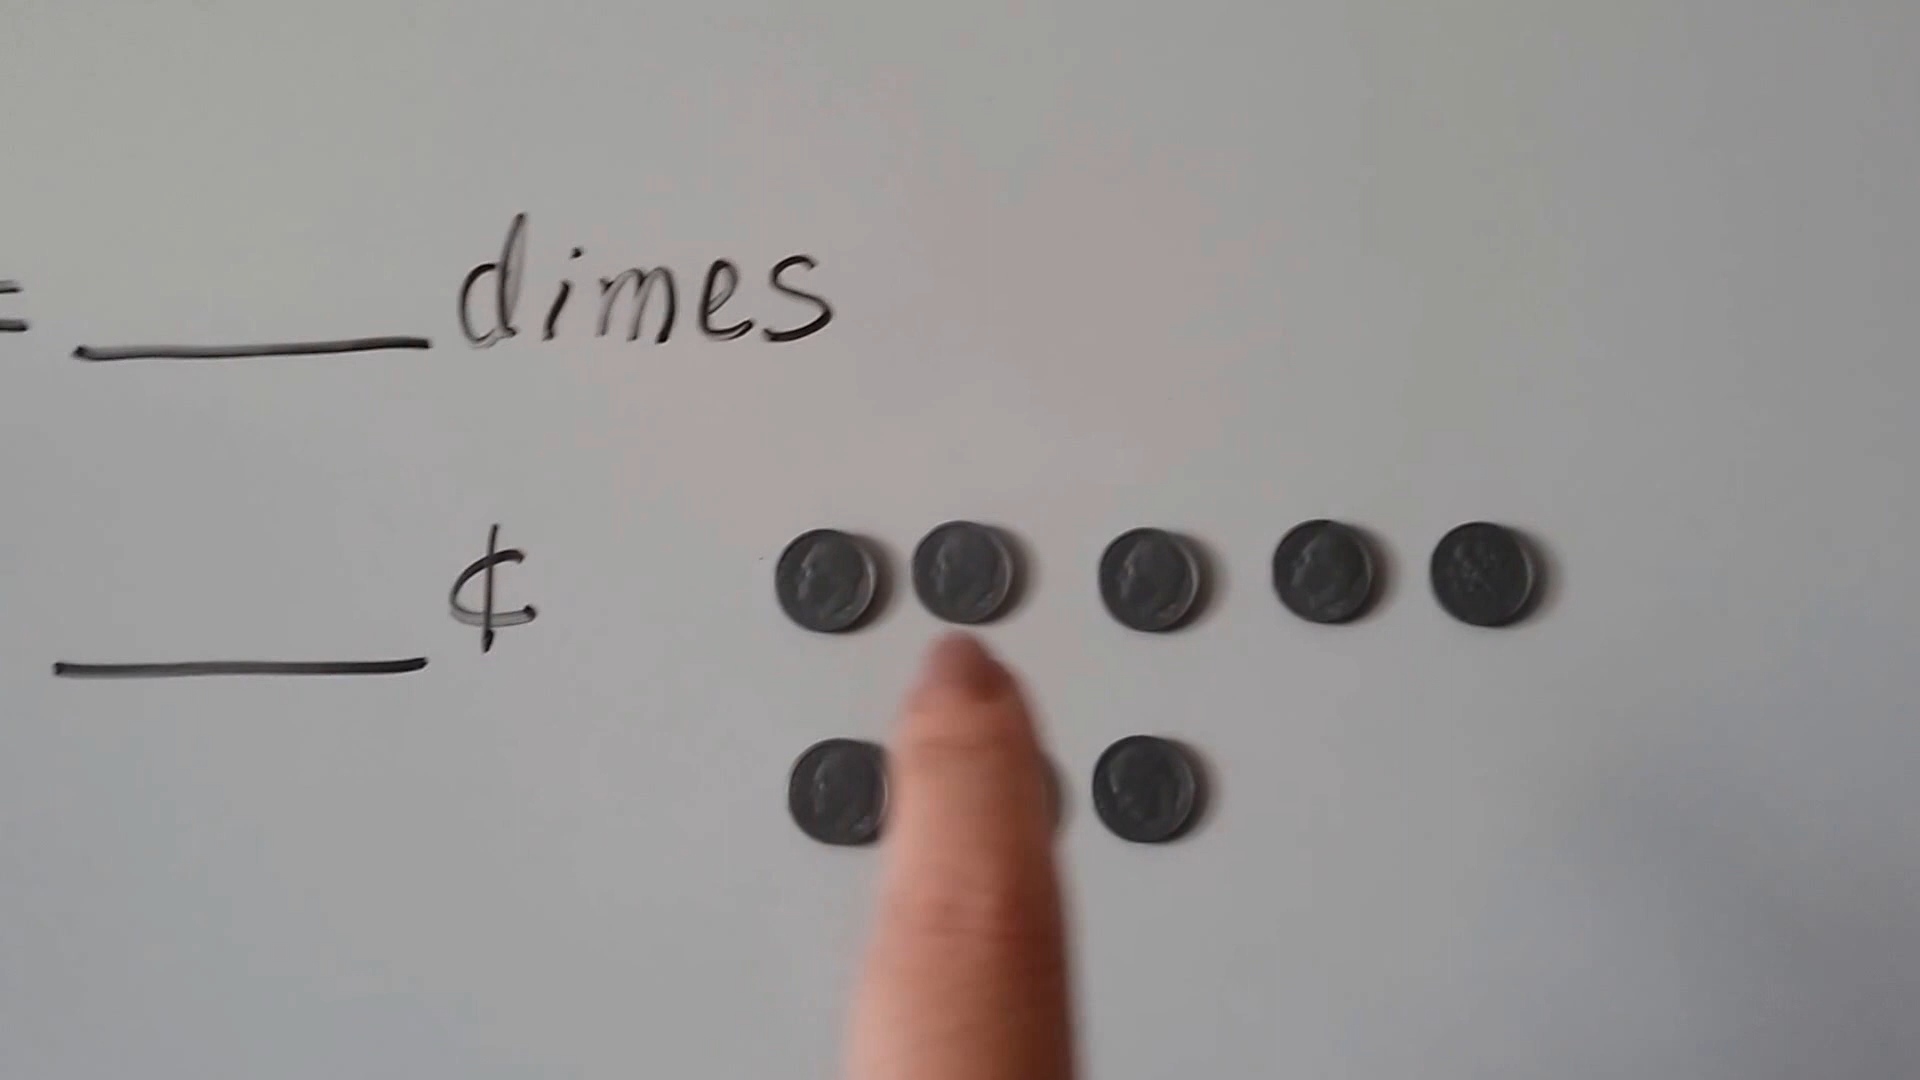 = ____ dimes
____ ¢